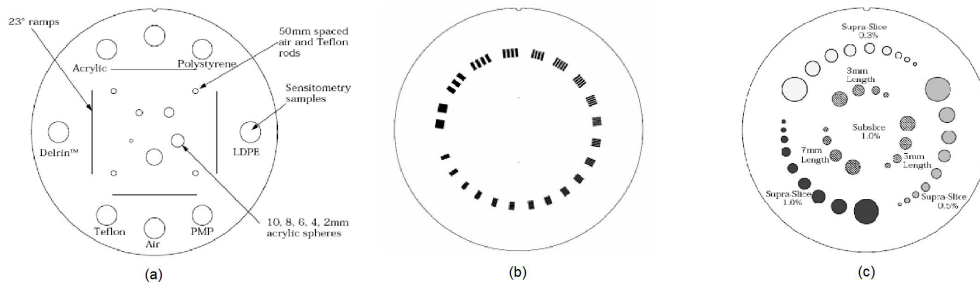 23° ramps
50mm spaced
air and Teflon
rods
Acrylic
Polystyrene
Sensitometry
samples
Delrin™
LDPE
Teflon
Air
PMP
10, 8, 6, 4, 2mm
acrylic spheres
(a)
(b)
Supra-Slice
0.3%
3mm
Length
Subslice
1.0%
7mm
Length
5mm
Length
Supra-Slice
1.0%
Supra-Slice
0.5%
(c)